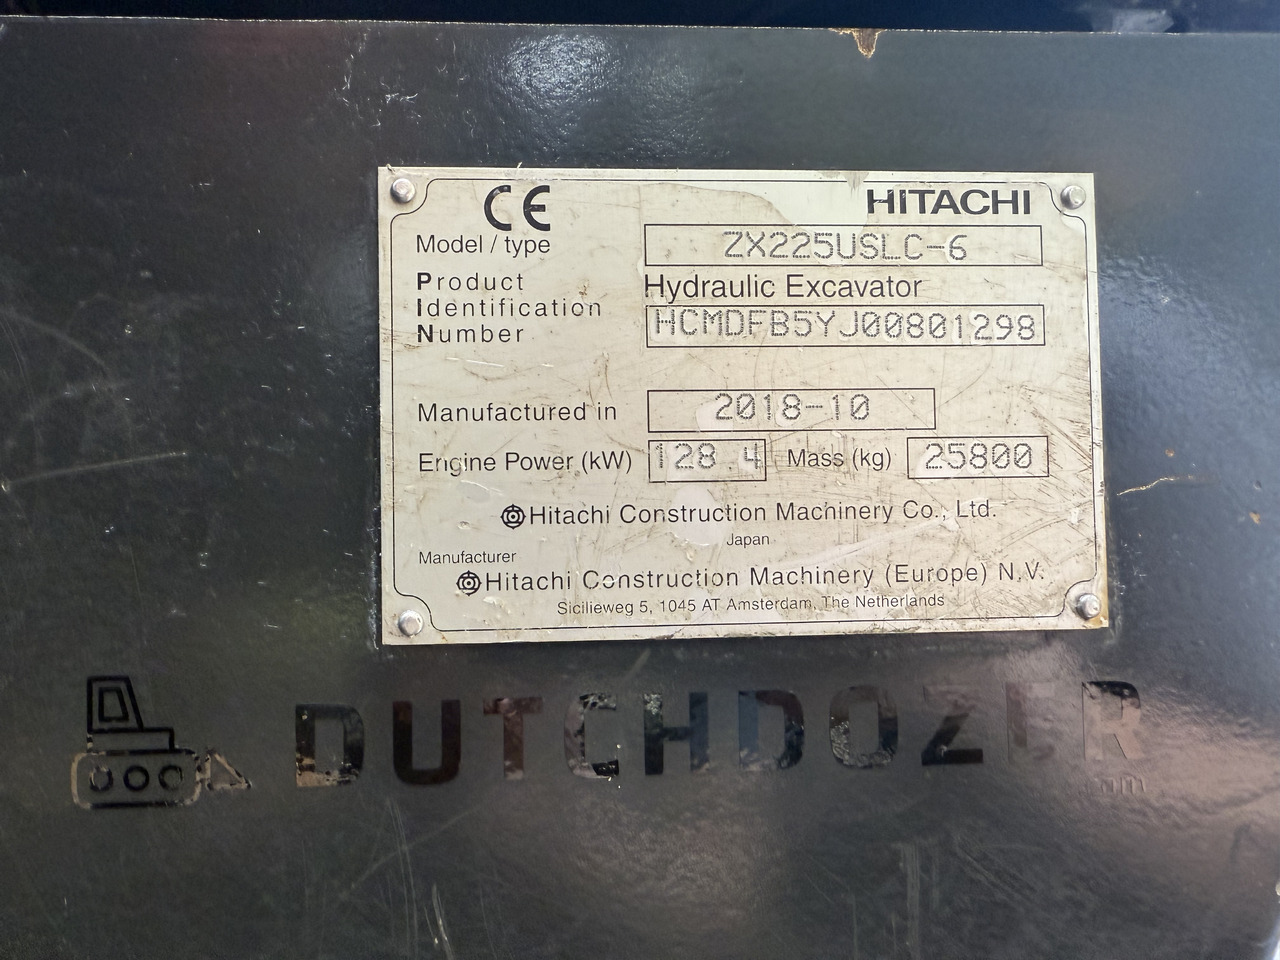 CE HITACHI
Model / type ZX225USLC-6
Product Hydraulic Excavator
Identification
Number HCMDFB5YJ00801298
Manufactured in 2018-10
Engine Power (kW) 128.4 Mass (kg) 25800
Hitachi Construction Machinery Co., Ltd.
Japan
Manufacturer
Hitachi Construction Machinery (Europe) N.V.
Sicilieweg 5, 1045 AT Amsterdam, The Netherlands
DUTCHDOZER
.com